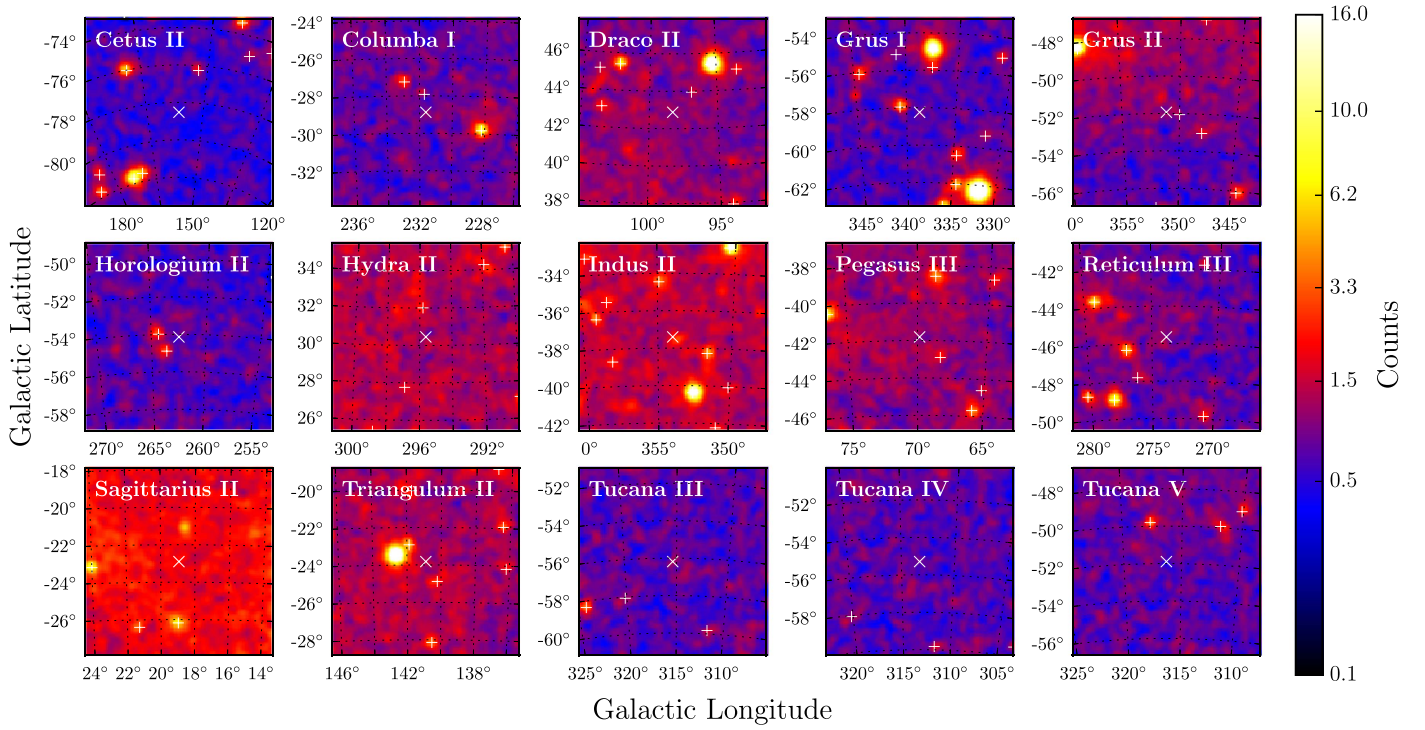 Cetus II
Columba I
Draco II
Grus I
Grus II
-74°
-76°
-78°
-80°
180° 150° 120°
-24°
-26°
-28°
-30°
-32°
236° 232° 228°
46°
44°
42°
40°
38°
100° 95°
-54°
-56°
-58°
-60°
-62°
345° 340° 335° 330°
-48°
-50°
-52°
-54°
-56°
0° 355° 350° 345°
Horologium II
Hydra II
Indus II
Pegasus III
Reticulum III
-50°
-52°
-54°
-56°
-58°
270° 265° 260° 255°
34°
32°
30°
28°
26°
300° 296° 292°
-34°
-36°
-38°
-40°
-42°
0° 355° 350°
-38°
-40°
-42°
-44°
-46°
75° 70° 65°
-42°
-44°
-46°
-48°
-50°
280° 275° 270°
Sagittarius II
Triangulum II
Tucana III
Tucana IV
Tucana V
-18°
-20°
-22°
-24°
-26°
24° 22° 20° 18° 16° 14°
-20°
-22°
-24°
-26°
-28°
146° 142° 138°
-52°
-54°
-56°
-58°
-60°
325° 320° 315° 310°
-52°
-54°
-56°
-58°
320° 315° 310° 305°
-48°
-50°
-52°
-54°
-56°
325° 320° 315° 310°
Galactic Latitude
Galactic Longitude
16.0
10.0
6.2
3.3
1.5
0.5
0.1
Counts